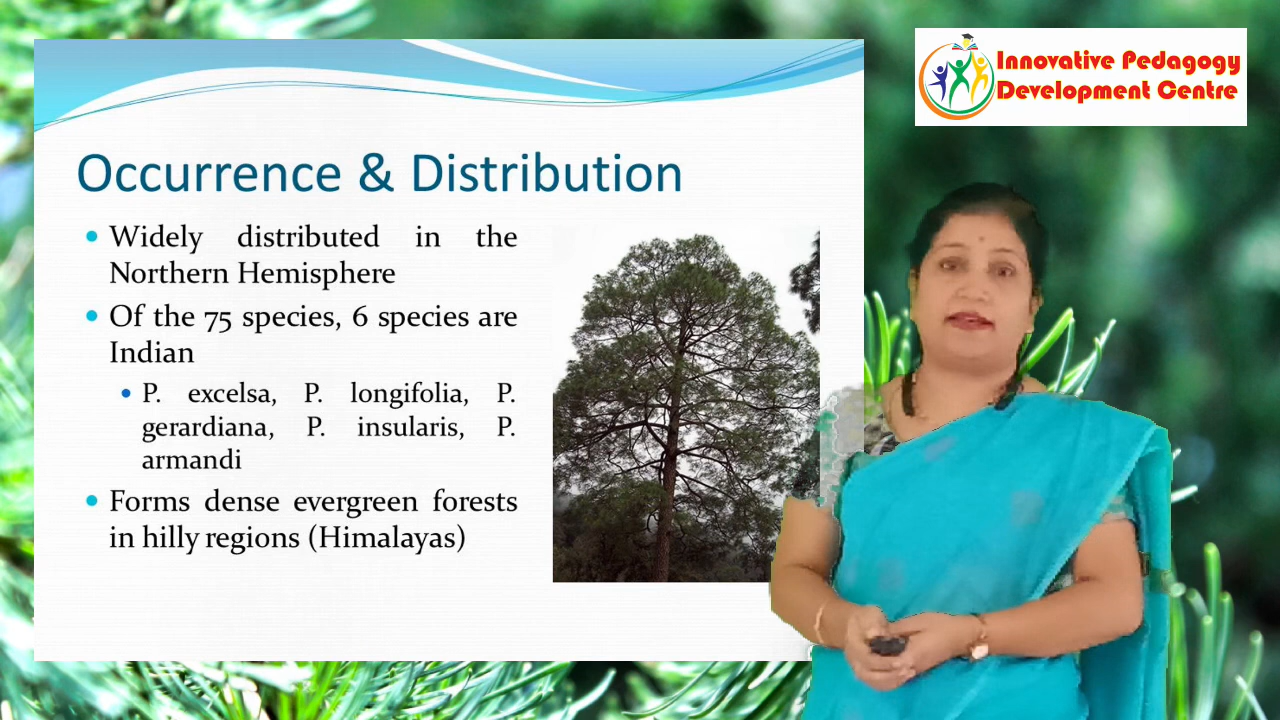 Innovative Pedagogy
Development Centre
Occurrence & Distribution
• Widely distributed in the
Northern Hemisphere
• Of the 75 species, 6 species are
Indian
• P. excelsa, P. longifolia, P.
gerardiana, P. insularis, P.
armandi
• Forms dense evergreen forests
in hilly regions (Himalayas)